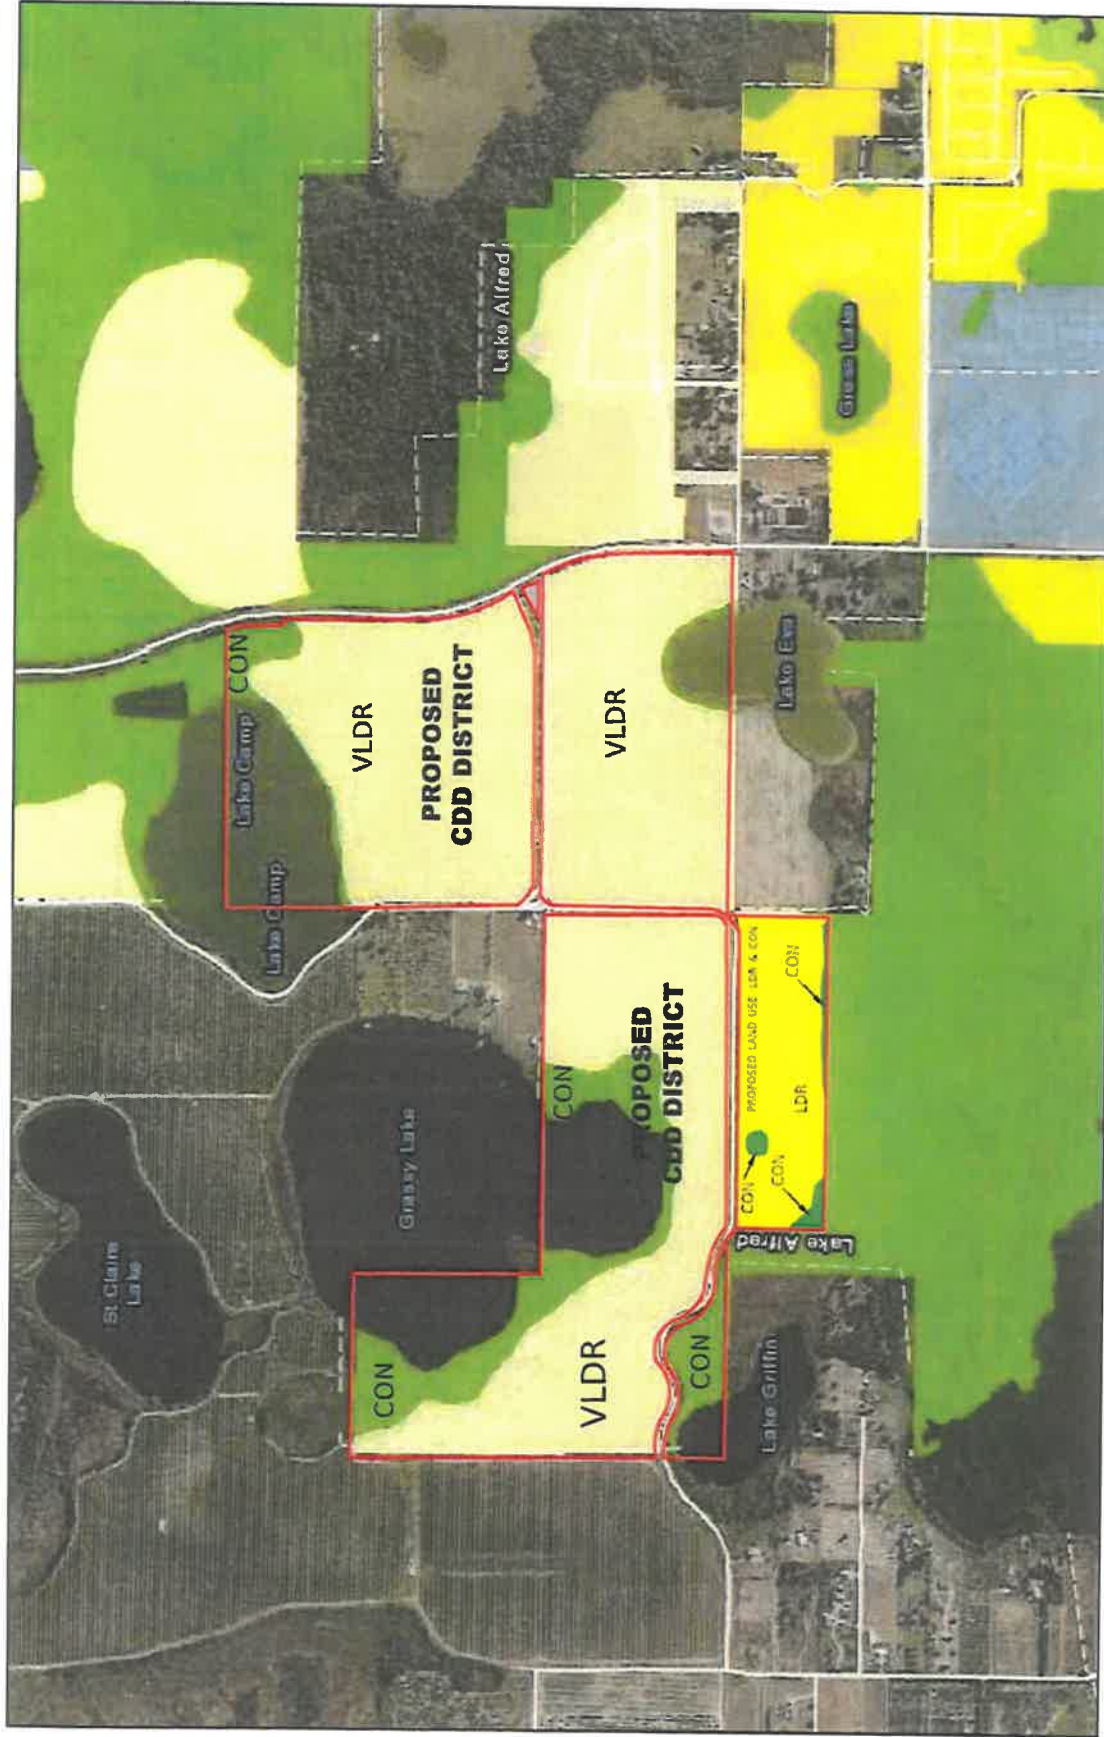 Lake Alfred
Grass Lake
CON
Lake Camp
Lake Camp
VLDR
PROPOSED
CDD DISTRICT
VLDR
Lake Eva
St Claire
Lake
Grassy Lake
CON
PROPOSED
CDD DISTRICT
PROPOSED LAND USE LDR & CON
CON
LDR
CON
CON
Lake Alfred
CON
VLDR
CON
Lake Griffin